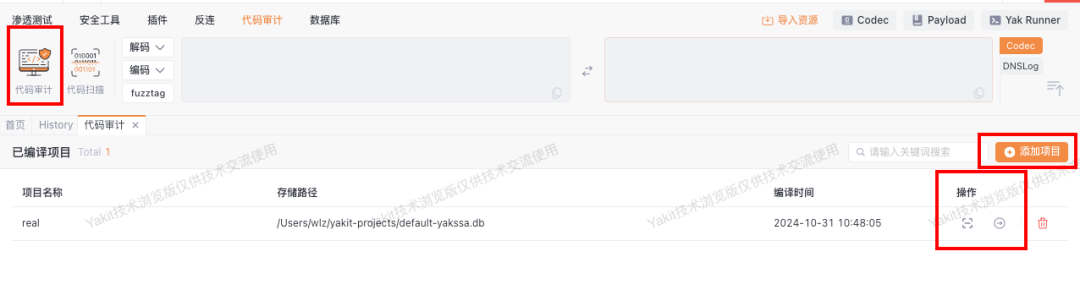 渗透测试 安全工具 插件 反连 代码审计 数据库 导入资源 Codec Payload Yak Runner
解码
编码
fuzztag
代码审计 代码扫描
Codec
DNSLog
首页 History 代码审计 ×
已编译项目 Total 1 请输入关键词搜索 添加项目
项目名称 存储路径 编译时间 操作
real /Users/wlz/yakit-projects/default-yakssa.db 2024-10-31 10:48:05
Yakit技术浏览版仅供技术交流使用
Yakit技术浏览版仅供技术交流使用
Yakit技术浏览版仅供技术交流使用
Yakit技术浏览版仅供技术交流使用